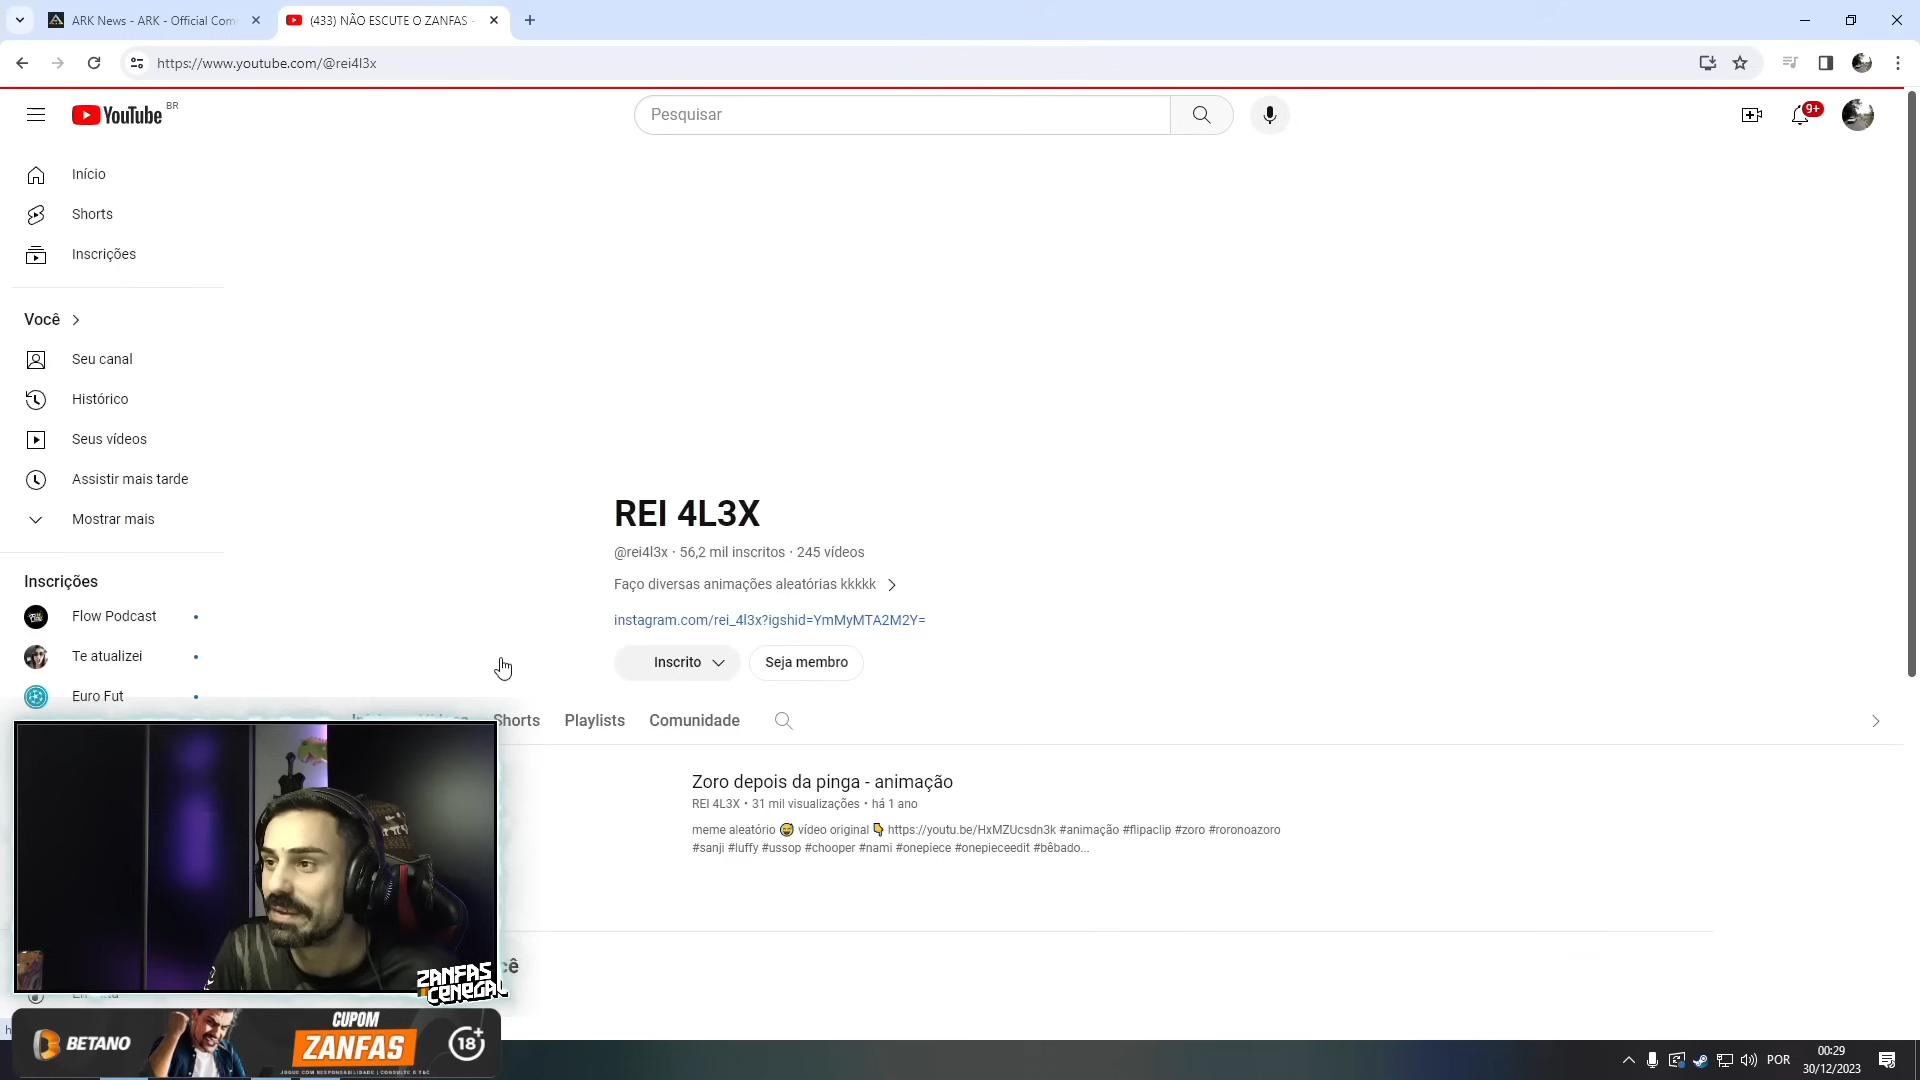 ARK News - ARK - Official Com
(433) NÃO ESCUTE O ZANFAS -
https://www.youtube.com/@rei4l3x
YouTube BR
Pesquisar
9+
Início
Shorts
Inscrições
Você
Seu canal
Histórico
Seus vídeos
Assistir mais tarde
Mostrar mais
Inscrições
Flow Podcast
Te atualizei
Euro Fut
REI 4L3X
@rei4l3x · 56,2 mil inscritos · 245 vídeos
Faço diversas animações aleatórias kkkkk
instagram.com/rei_4l3x?igshid=YmMyMTA2M2Y=
Inscrito
Seja membro
Shorts
Playlists
Comunidade
Zoro depois da pinga - animação
REI 4L3X • 31 mil visualizações • há 1 ano
meme aleatório 😅 vídeo original 👇 https://youtu.be/HxMZUcsdn3k #animação #flipaclip #zoro #roronoazoro
#sanji #luffy #ussop #chooper #nami #onepiece #onepieceedit #bêbado...
ZANFAS
CENEGAL
BETANO
CUPOM
ZANFAS
18+
JOGUE COM RESPONSABILIDADE
POR
00:29
30/12/2023